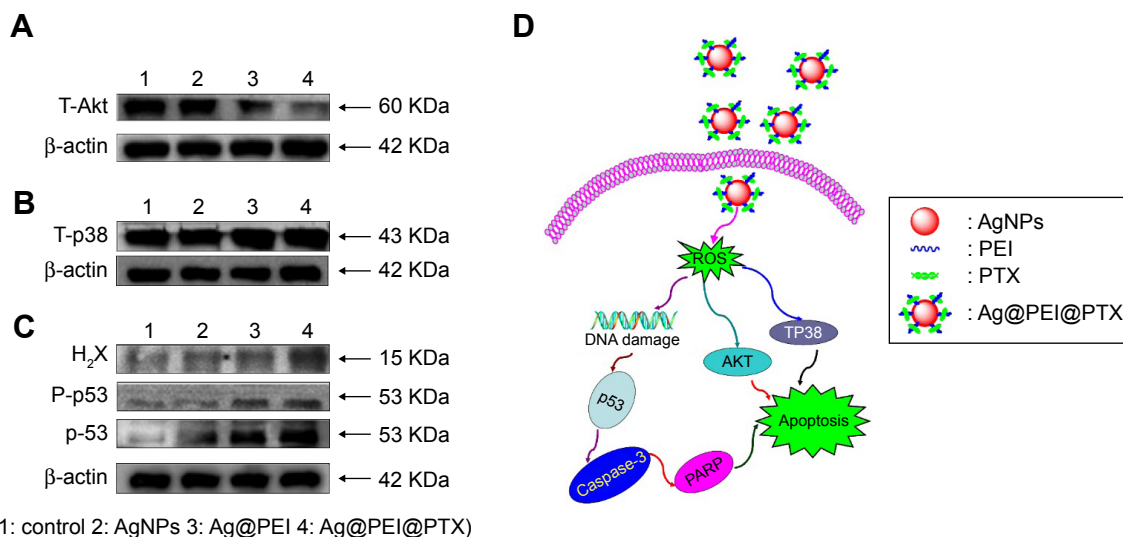 A
1 2 3 4
T-Akt 60 KDa
β-actin 42 KDa
B
1 2 3 4
T-p38 43 KDa
β-actin 42 KDa
C
1 2 3 4
H₂X 15 KDa
P-p53 53 KDa
p-53 53 KDa
β-actin 42 KDa
1: control 2: AgNPs 3: Ag@PEI 4: Ag@PEI@PTX)
D
ROS
DNA damage
TP38
AKT
p53
Apoptosis
Caspase-3
PARP
: AgNPs
: PEI
: PTX
: Ag@PEI@PTX